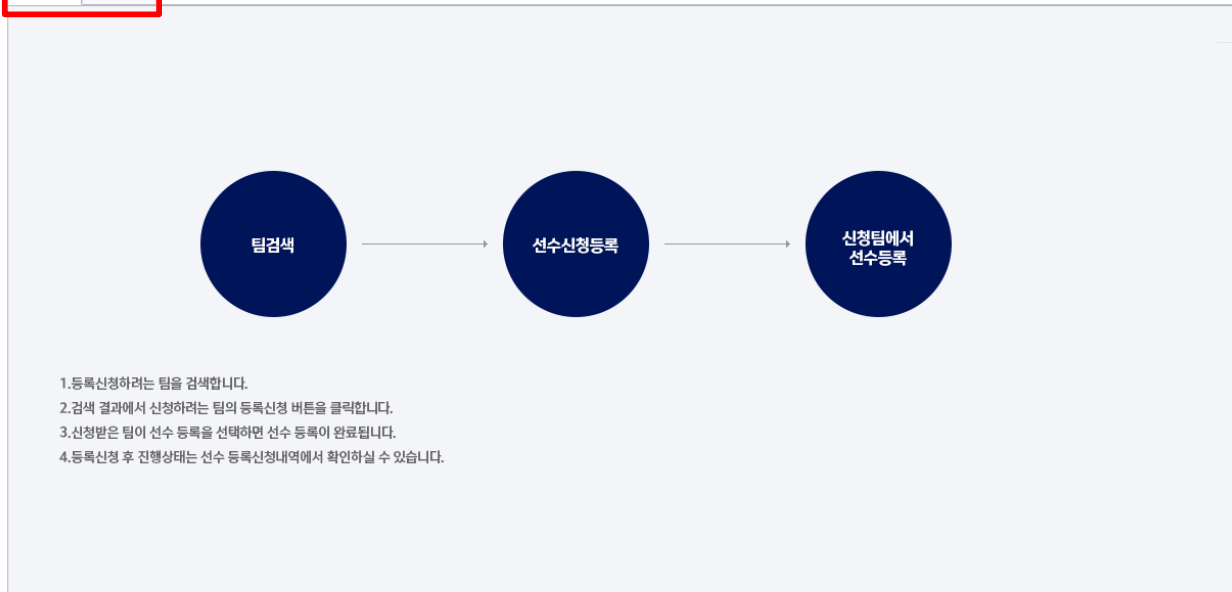 팀검색
선수신청등록
신청팀에서
선수등록
1.등록신청하려는 팀을 검색합니다.
2.검색 결과에서 신청하려는 팀의 등록신청 버튼을 클릭합니다.
3.신청받은 팀이 선수 등록을 선택하면 선수 등록이 완료됩니다.
4.등록신청 후 진행상태는 선수 등록신청내역에서 확인하실 수 있습니다.